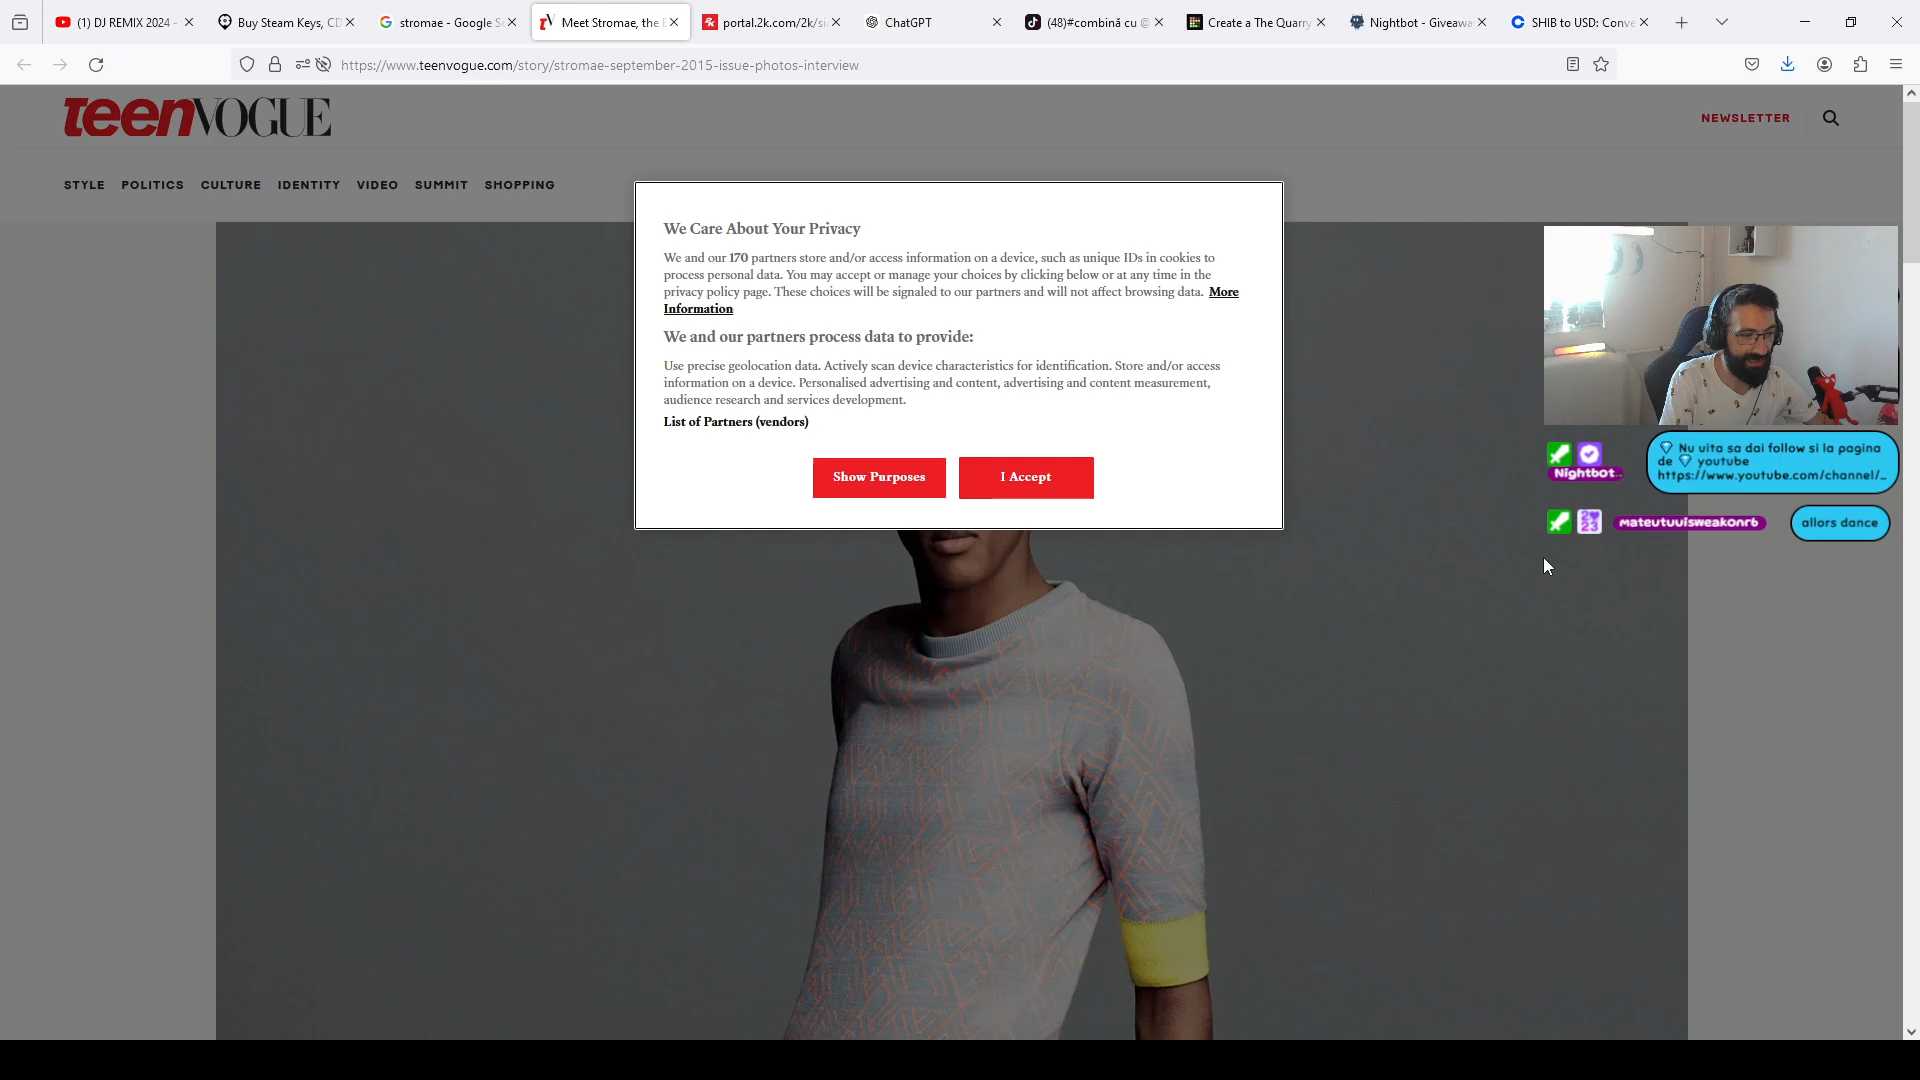 (1) DJ REMIX 2024 -
Buy Steam Keys, CD
stromae - Google S
Meet Stromae, the
portal.2k.com/2k/si
ChatGPT
(48)#combină cu @
Create a The Quarry
Nightbot - Giveawa
SHIB to USD: Conve
https://www.teenvogue.com/story/stromae-september-2015-issue-photos-interview
teenVOGUE
NEWSLETTER
STYLE POLITICS CULTURE IDENTITY VIDEO SUMMIT SHOPPING
We Care About Your Privacy
We and our 170 partners store and/or access information on a device, such as unique IDs in cookies to
process personal data. You may accept or manage your choices by clicking below or at any time in the
privacy policy page. These choices will be signaled to our partners and will not affect browsing data. More
Information
We and our partners process data to provide:
Use precise geolocation data. Actively scan device characteristics for identification. Store and/or access
information on a device. Personalised advertising and content, advertising and content measurement,
audience research and services development.
List of Partners (vendors)
Show Purposes
I Accept
Nightbot..
Nu uita sa dai follow si la pagina
de youtube
https://www.youtube.com/channel/…
mateutuuisweakonr6
allors dance